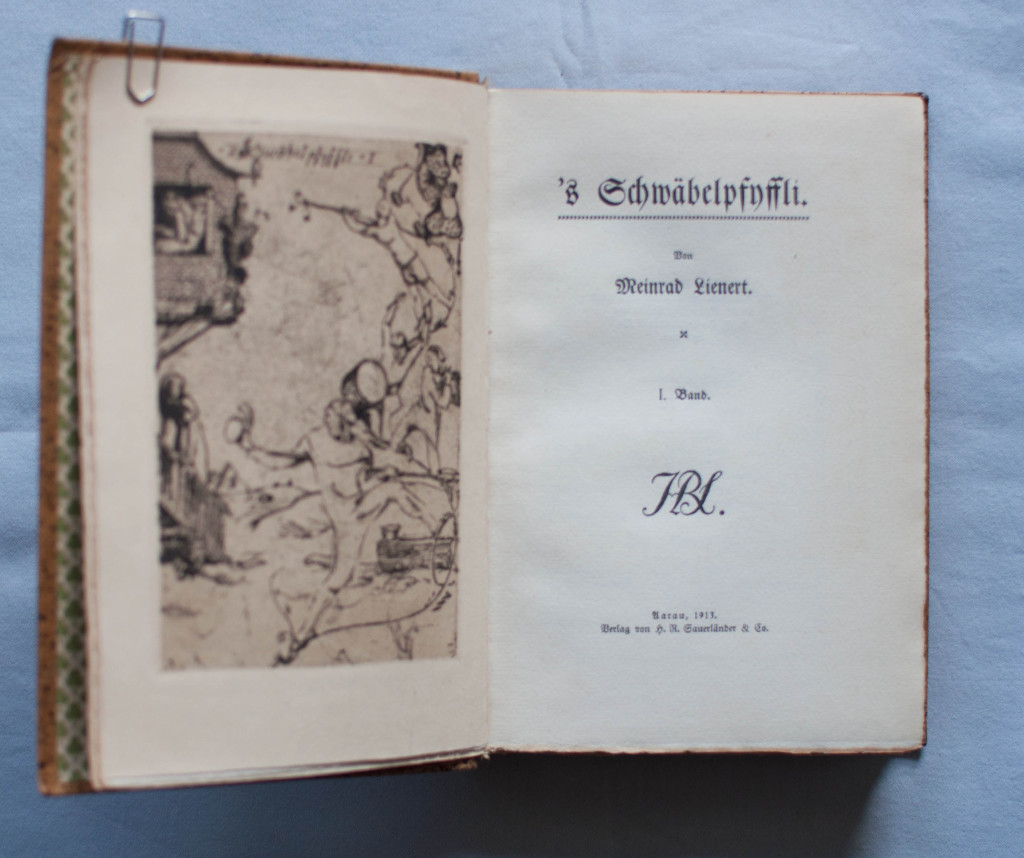 's Schwäbelpfyffli.
Von
Meinrad Lienert.
I. Band.
Aarau, 1913.
Verlag von H. R. Sauerländer & Co.